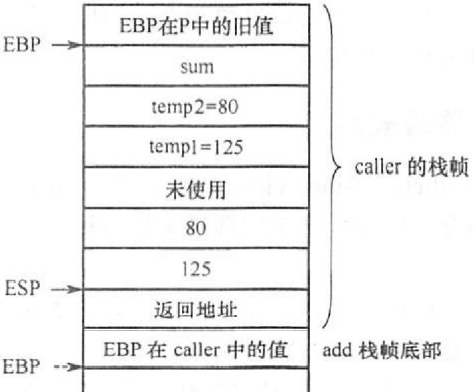 EBP在P中的旧值
EBP
sum
temp2=80
temp1=125
caller 的栈帧
未使用
80
125
ESP
返回地址
EBP 在 caller 中的值
add 栈帧底部
EBP